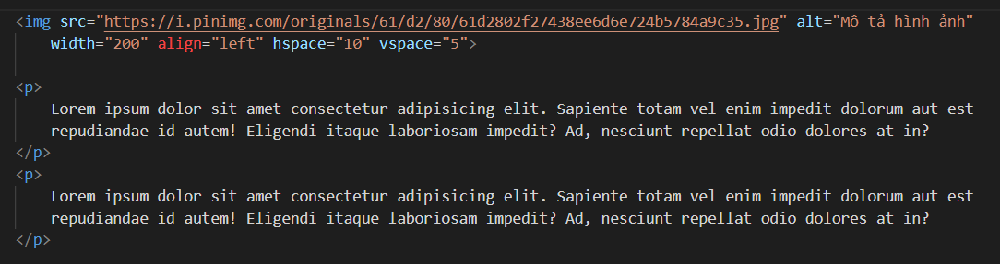 <img src="https://i.pinimg.com/originals/61/d2/80/61d2802f27438ee6d6e724b5784a9c35.jpg" alt="Mô tả hình ảnh"
width="200" align="left" hspace="10" vspace="5">
<p>
Lorem ipsum dolor sit amet consectetur adipisicing elit. Sapiente totam vel enim impedit dolorum aut est
repudiandae id autem! Eligendi itaque laboriosam impedit? Ad, nesciunt repellat odio dolores at in?
</p>
<p>
Lorem ipsum dolor sit amet consectetur adipisicing elit. Sapiente totam vel enim impedit dolorum aut est
repudiandae id autem! Eligendi itaque laboriosam impedit? Ad, nesciunt repellat odio dolores at in?
</p>